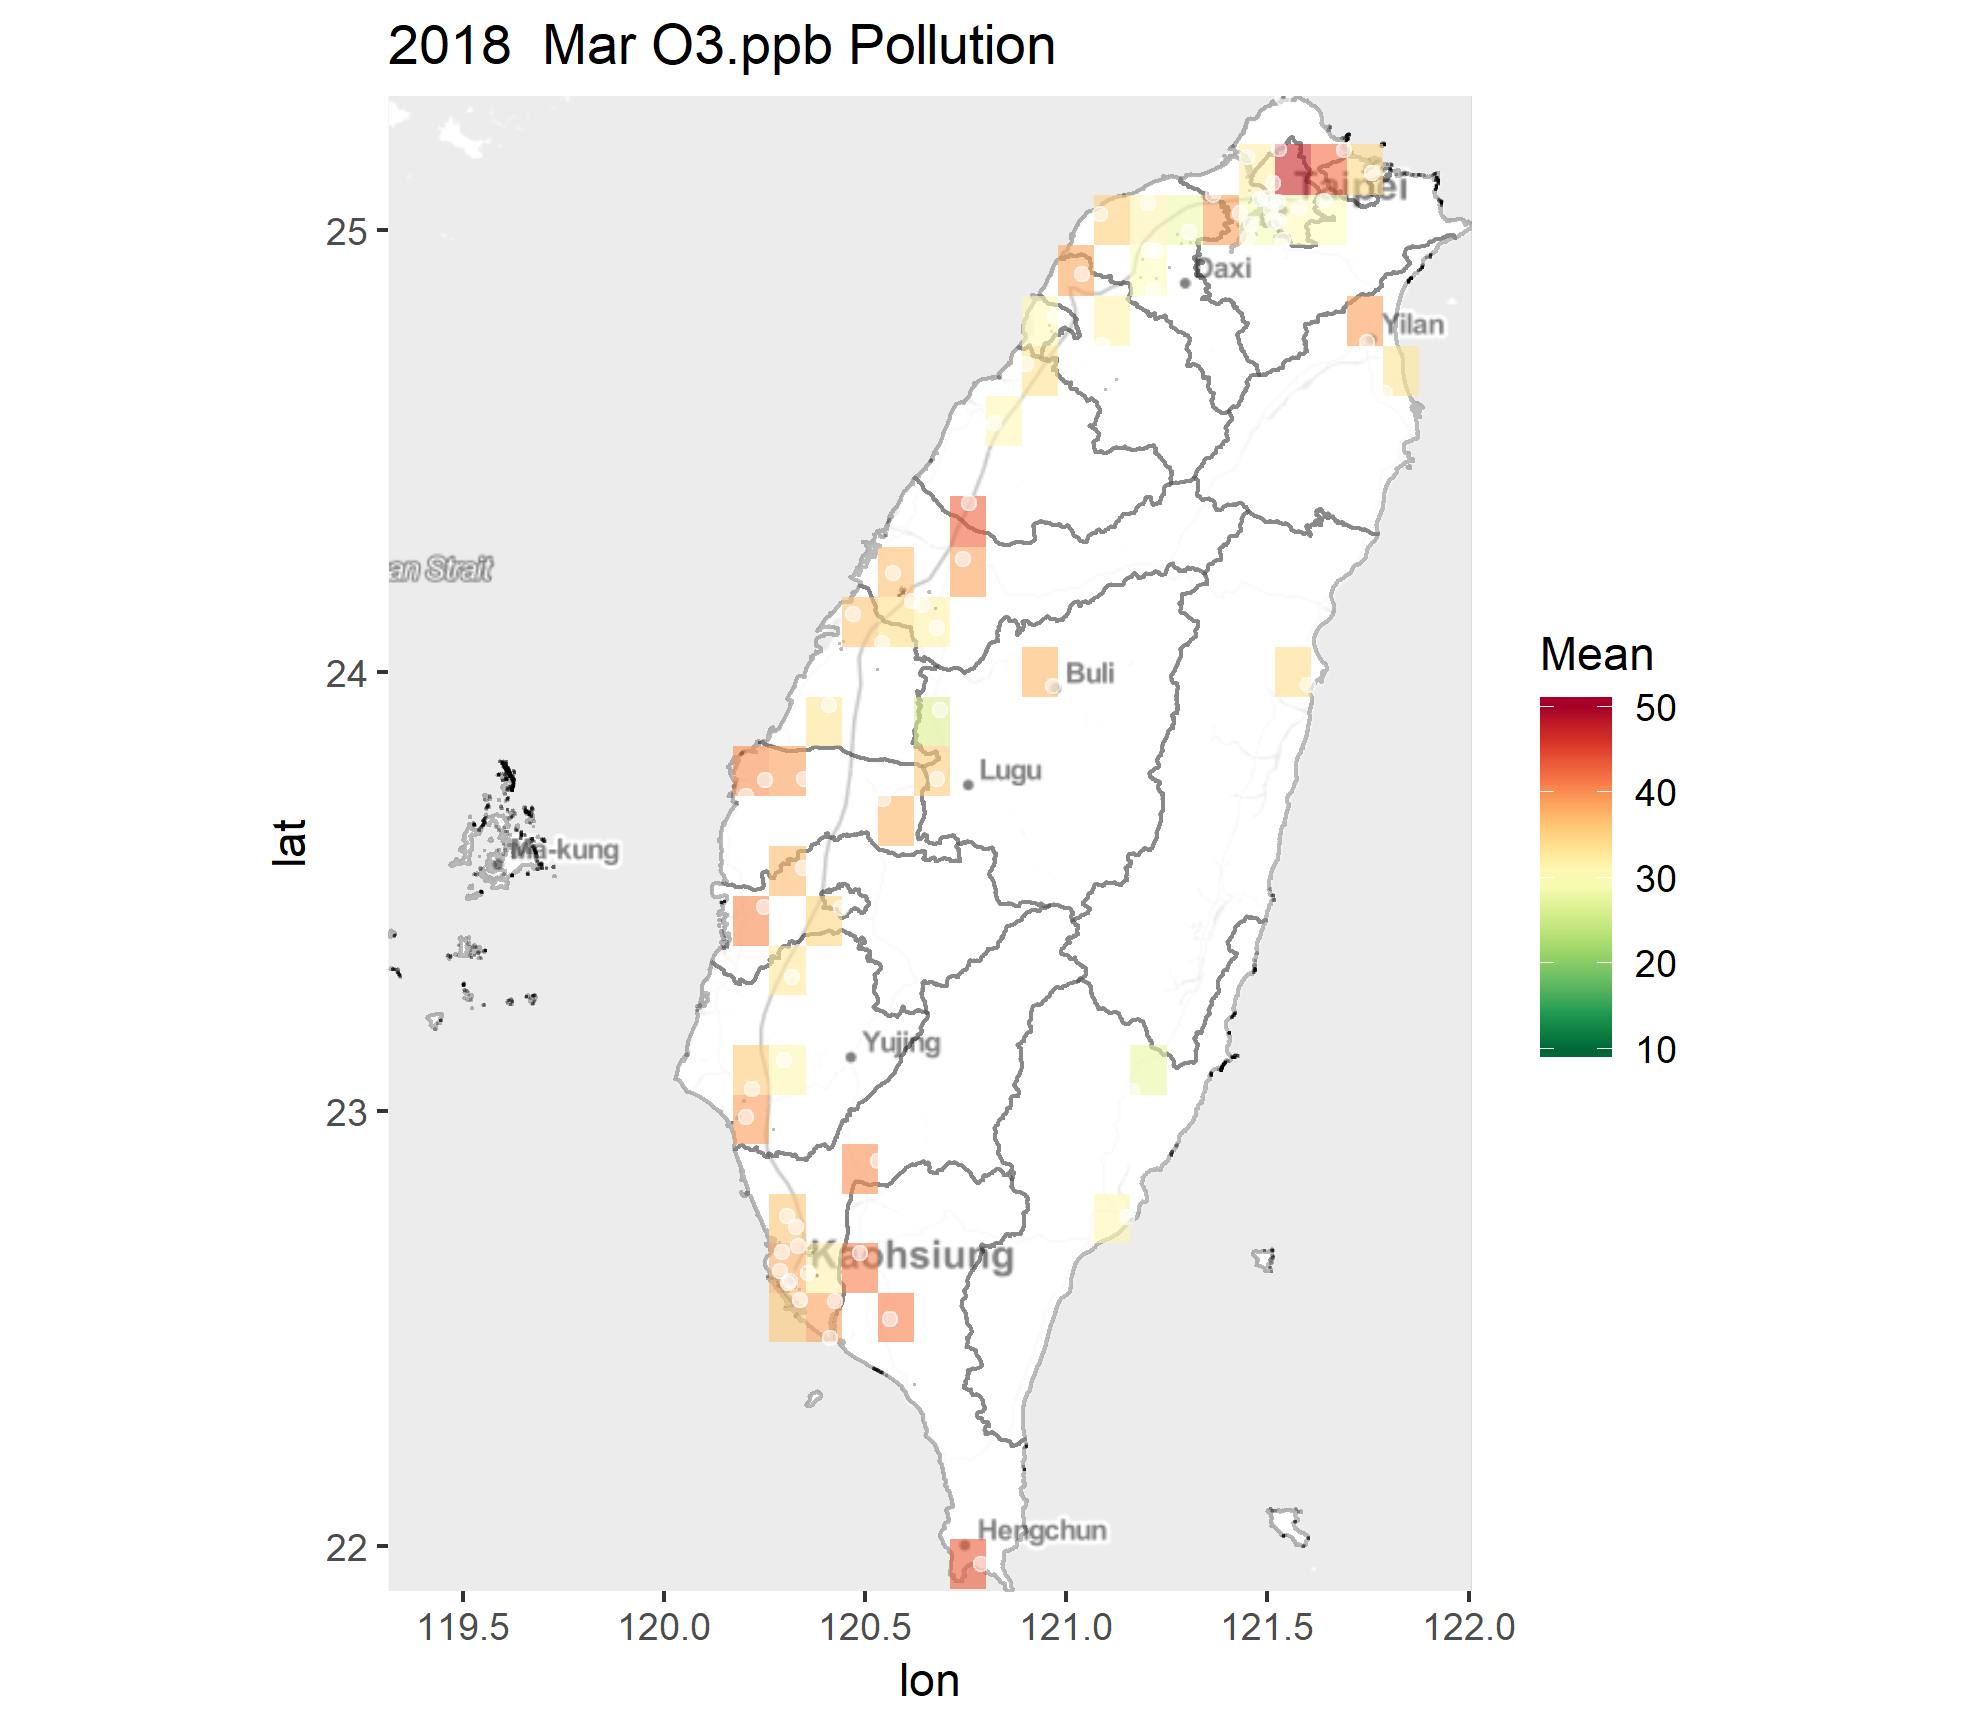 2018 Mar O3.ppb Pollution
25
24
23
22
lat
119.5
120.0
120.5
121.0
121.5
122.0
lon
Taipei
Daxi
Yilan
an Strait
Buli
Lugu
Ma-kung
Yujing
Kaohsiung
Hengchun
Mean
50
40
30
20
10